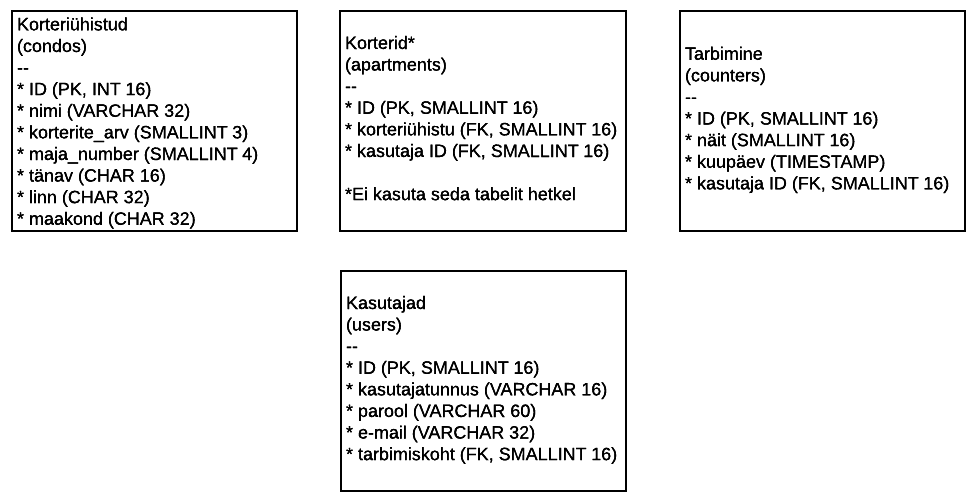 Korteriühistud
(condos)
--
* ID (PK, INT 16)
* nimi (VARCHAR 32)
* korterite_arv (SMALLINT 3)
* maja_number (SMALLINT 4)
* tänav (CHAR 16)
* linn (CHAR 32)
* maakond (CHAR 32)
Korterid*
(apartments)
--
* ID (PK, SMALLINT 16)
* korteriühistu (FK, SMALLINT 16)
* kasutaja ID (FK, SMALLINT 16)
*Ei kasuta seda tabelit hetkel
Tarbimine
(counters)
--
* ID (PK, SMALLINT 16)
* näit (SMALLINT 16)
* kuupäev (TIMESTAMP)
* kasutaja ID (FK, SMALLINT 16)
Kasutajad
(users)
--
* ID (PK, SMALLINT 16)
* kasutajatunnus (VARCHAR 16)
* parool (VARCHAR 60)
* e-mail (VARCHAR 32)
* tarbimiskoht (FK, SMALLINT 16)